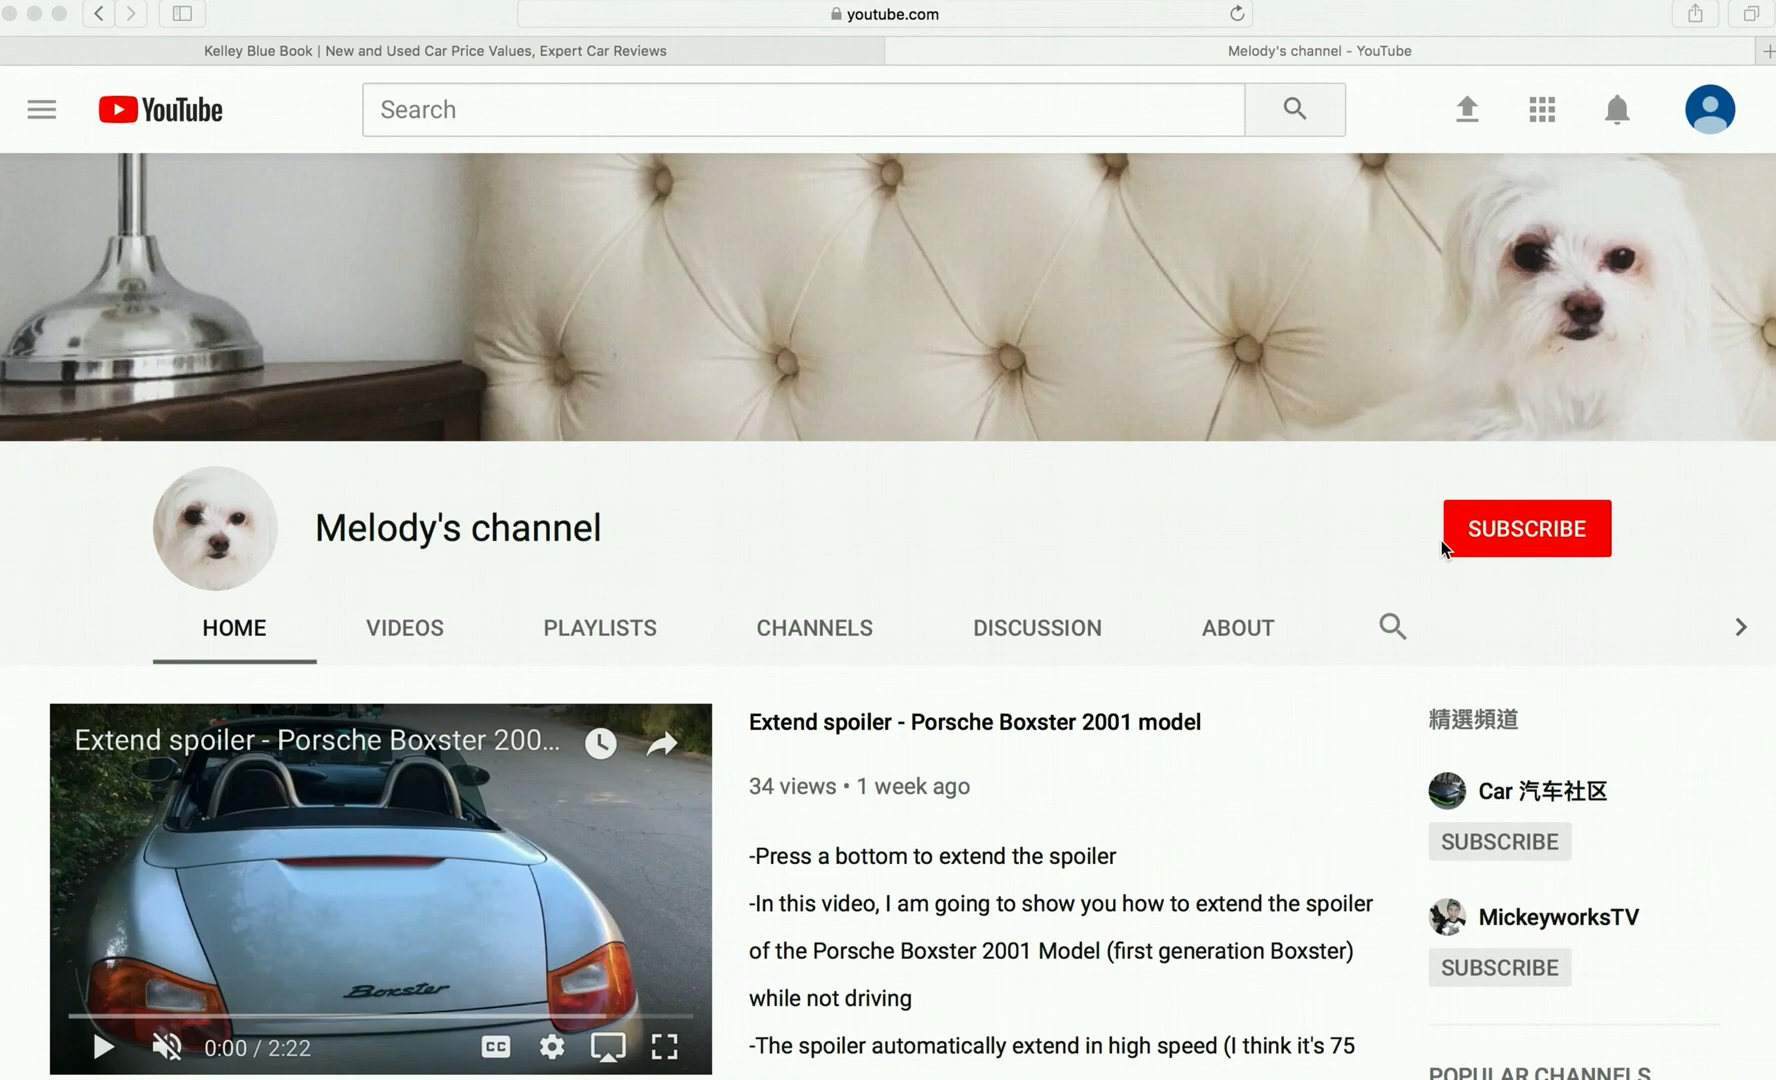 youtube.com
Kelley Blue Book | New and Used Car Price Values, Expert Car Reviews
Melody's channel - YouTube
YouTube
Search
Melody's channel
SUBSCRIBE
HOME
VIDEOS
PLAYLISTS
CHANNELS
DISCUSSION
ABOUT
Extend spoiler - Porsche Boxster 200...
Boxster
CC
0:00 / 2:22
Extend spoiler - Porsche Boxster 2001 model
34 views • 1 week ago
-Press a bottom to extend the spoiler
-In this video, I am going to show you how to extend the spoiler
of the Porsche Boxster 2001 Model (first generation Boxster)
while not driving
-The spoiler automatically extend in high speed (I think it's 75
精選頻道
Car 汽车社区
SUBSCRIBE
MickeyworksTV
SUBSCRIBE
POPULAR CHANNELS